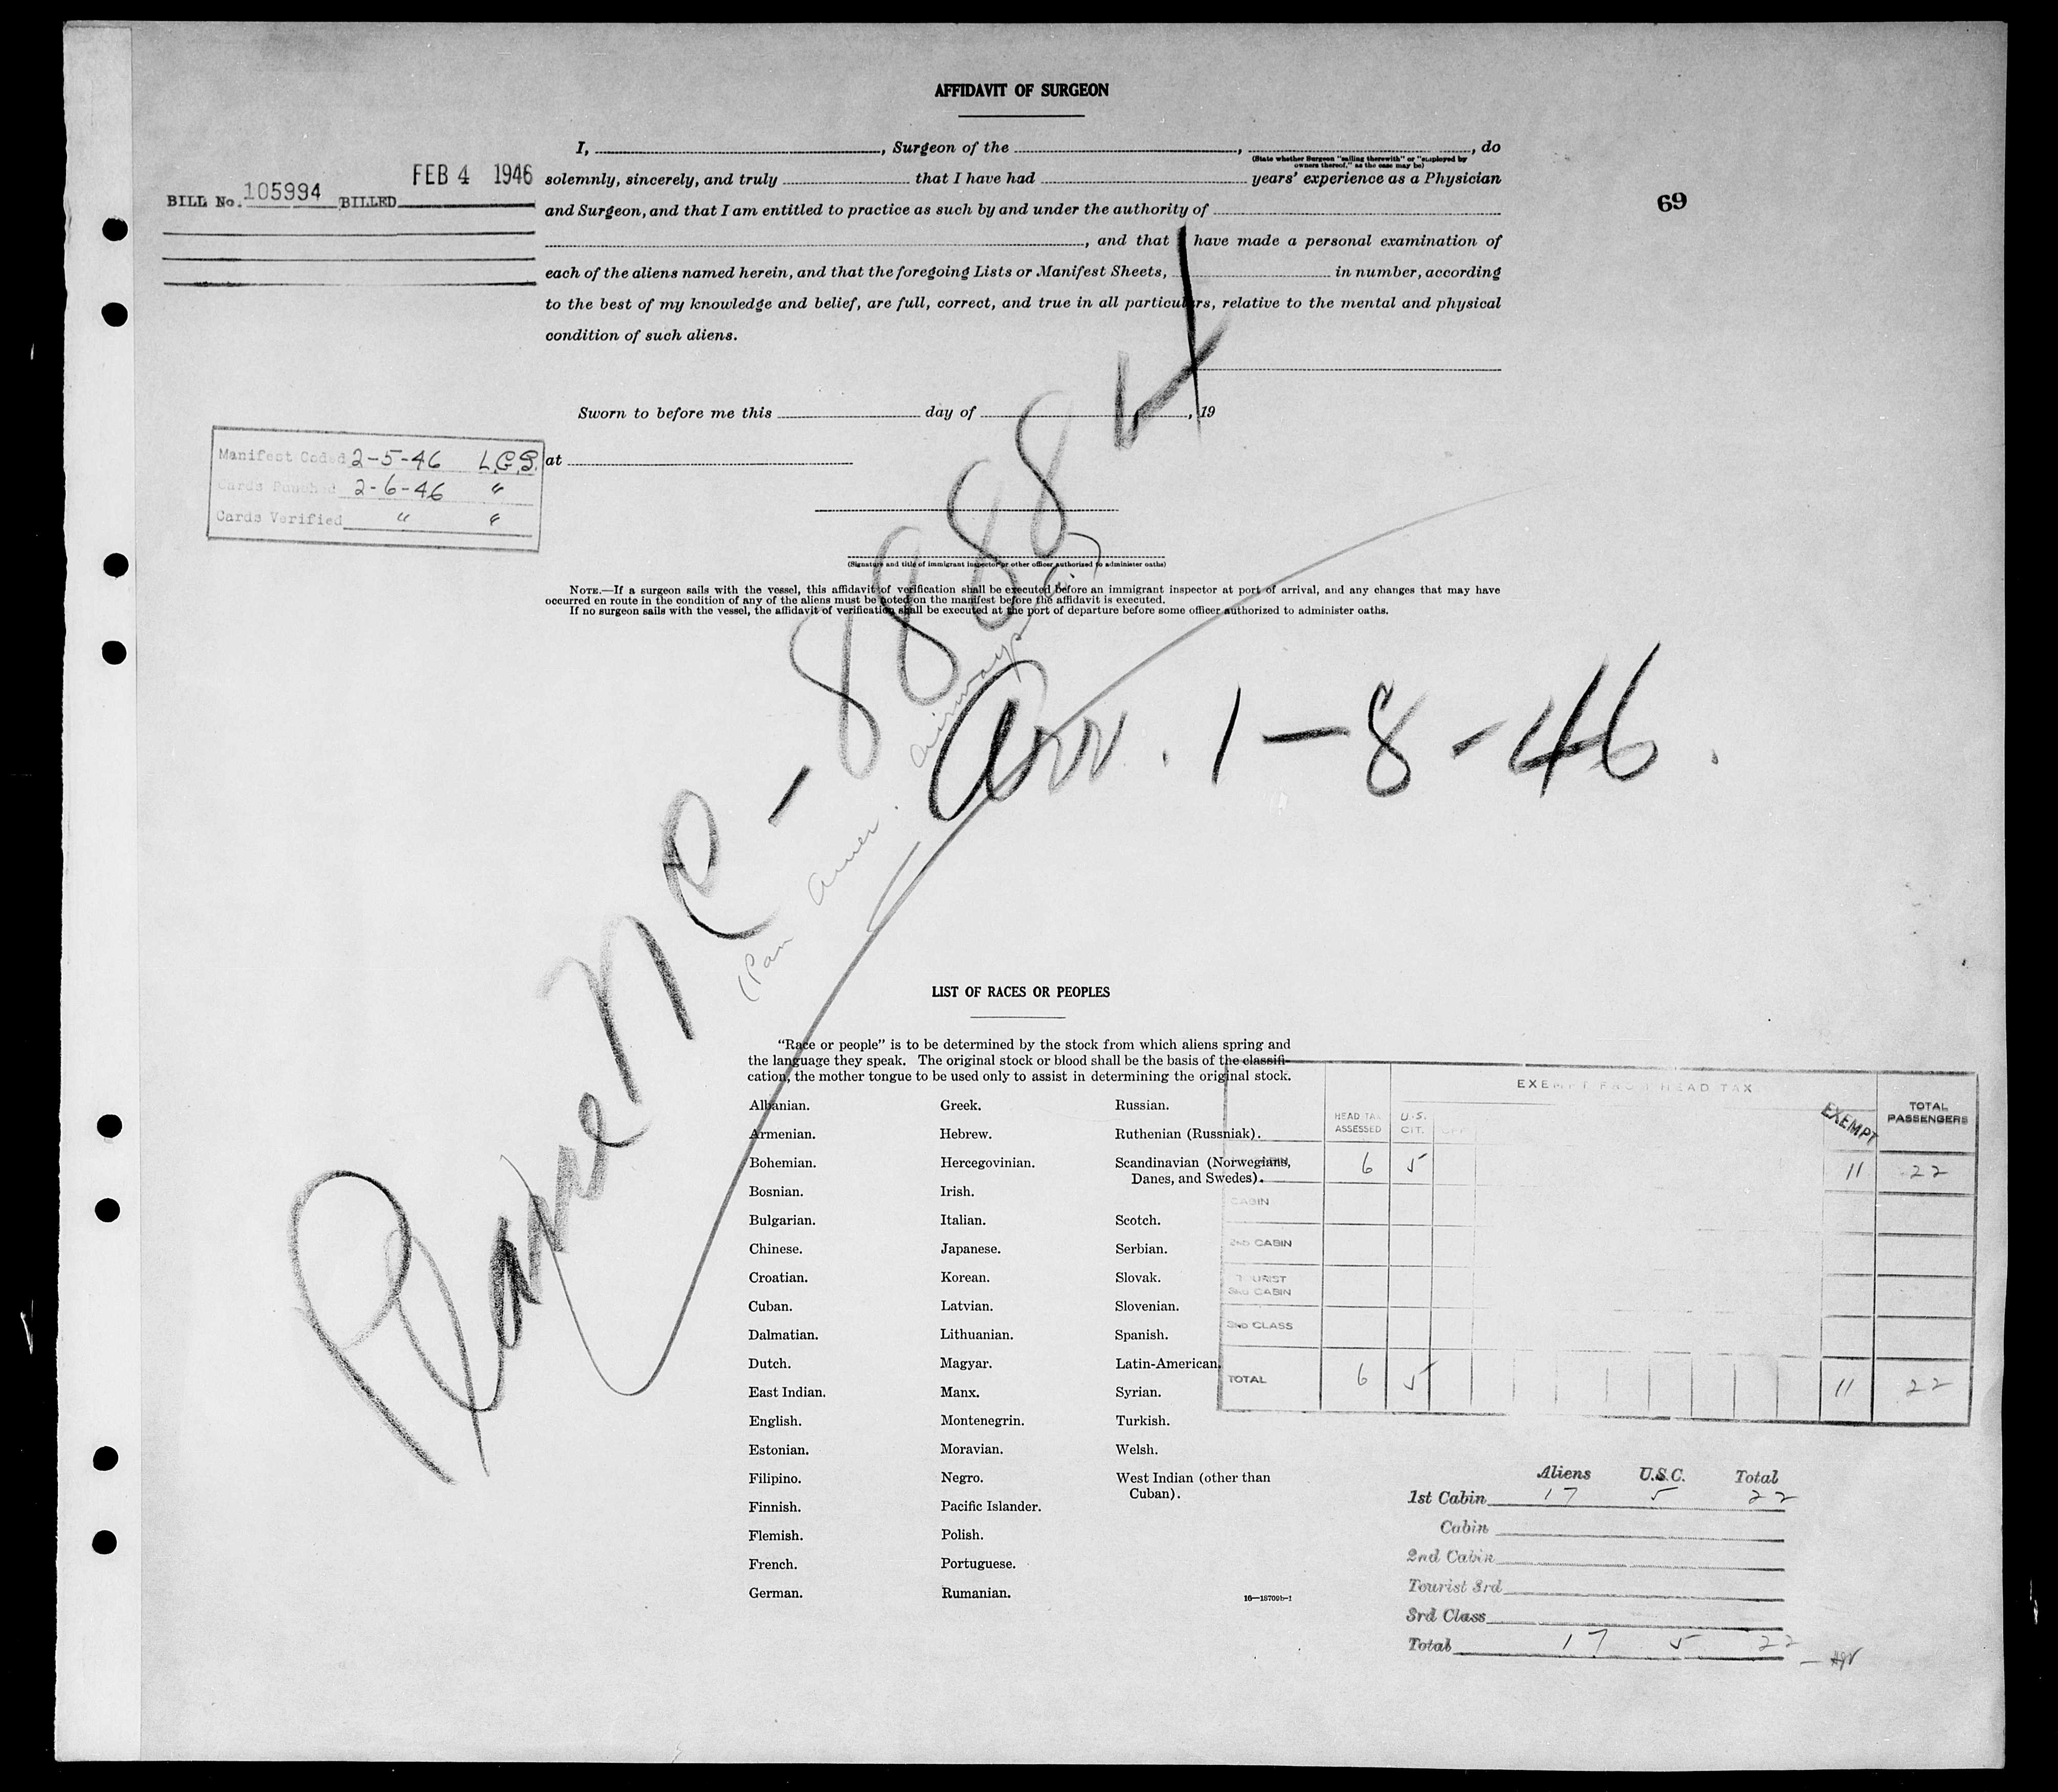 AFFIDAVIT OF SURGEON
I, , Surgeon of the , , do
(State whether Surgeon "sailing therewith" or "employed by
owners thereof," as the case may be)
solemnly, sincerely, and truly that I have had years' experience as a Physician
and Surgeon, and that I am entitled to practice as such by and under the authority of
, and that I have made a personal examination of
each of the aliens named herein, and that the foregoing Lists or Manifest Sheets, in number, according
to the best of my knowledge and belief, are full, correct, and true in all particulars, relative to the mental and physical
condition of such aliens.
FEB 4 1946
BILL No. 105994 BILLED
69
Sworn to before me this day of , 19
at
Manifest Coded 2-5-46 L.G.S.
Cards Punched 2-6-46 "
Cards Verified " "
(Signature and title of immigrant inspector or other officer authorized to administer oaths)
NOTE.—If a surgeon sails with the vessel, this affidavit of verification shall be executed before an immigrant inspector at port of arrival, and any changes that may have
occurred en route in the condition of any of the aliens must be noted on the manifest before the affidavit is executed.
If no surgeon sails with the vessel, the affidavit of verification shall be executed at the port of departure before some officer authorized to administer oaths.
Plane NC-8888
(Pan Amer. Airways
Arr. 1-8-46.
LIST OF RACES OR PEOPLES
"Race or people" is to be determined by the stock from which aliens spring and
the language they speak. The original stock or blood shall be the basis of the classifi-
cation, the mother tongue to be used only to assist in determining the original stock.
Albanian.
Armenian.
Bohemian.
Bosnian.
Bulgarian.
Chinese.
Croatian.
Cuban.
Dalmatian.
Dutch.
East Indian.
English.
Estonian.
Filipino.
Finnish.
Flemish.
French.
German.
Greek.
Hebrew.
Hercegovinian.
Irish.
Italian.
Japanese.
Korean.
Latvian.
Lithuanian.
Magyar.
Manx.
Montenegrin.
Moravian.
Negro.
Pacific Islander.
Polish.
Portuguese.
Rumanian.
Russian.
Ruthenian (Russniak).
Scandinavian (Norwegians,
Danes, and Swedes).
Scotch.
Serbian.
Slovak.
Slovenian.
Spanish.
Latin-American.
Syrian.
Turkish.
Welsh.
West Indian (other than
Cuban).
16—18709b-1
EXEMPT FROM HEAD TAX
HEAD TAX ASSESSED U.S. CIT. EXEMPT TOTAL PASSENGERS
6 5 11 22
CABIN
2ND CABIN
TOURIST
3RD CABIN
3RD CLASS
TOTAL 6 5 11 22
Aliens U.S.C. Total
1st Cabin 17 5 22
Cabin
2nd Cabin
Tourist 3rd
3rd Class
Total 17 5 22